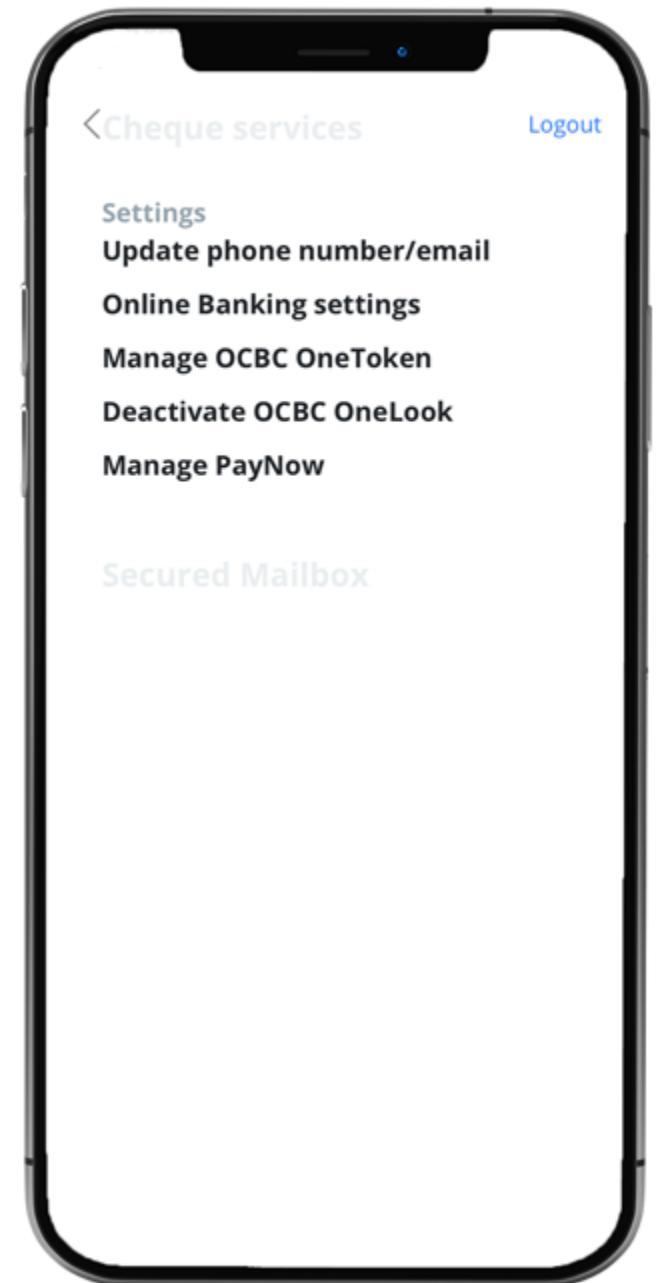 Cheque services
Logout
Settings
Update phone number/email
Online Banking settings
Manage OCBC OneToken
Deactivate OCBC OneLook
Manage PayNow
Secured Mailbox